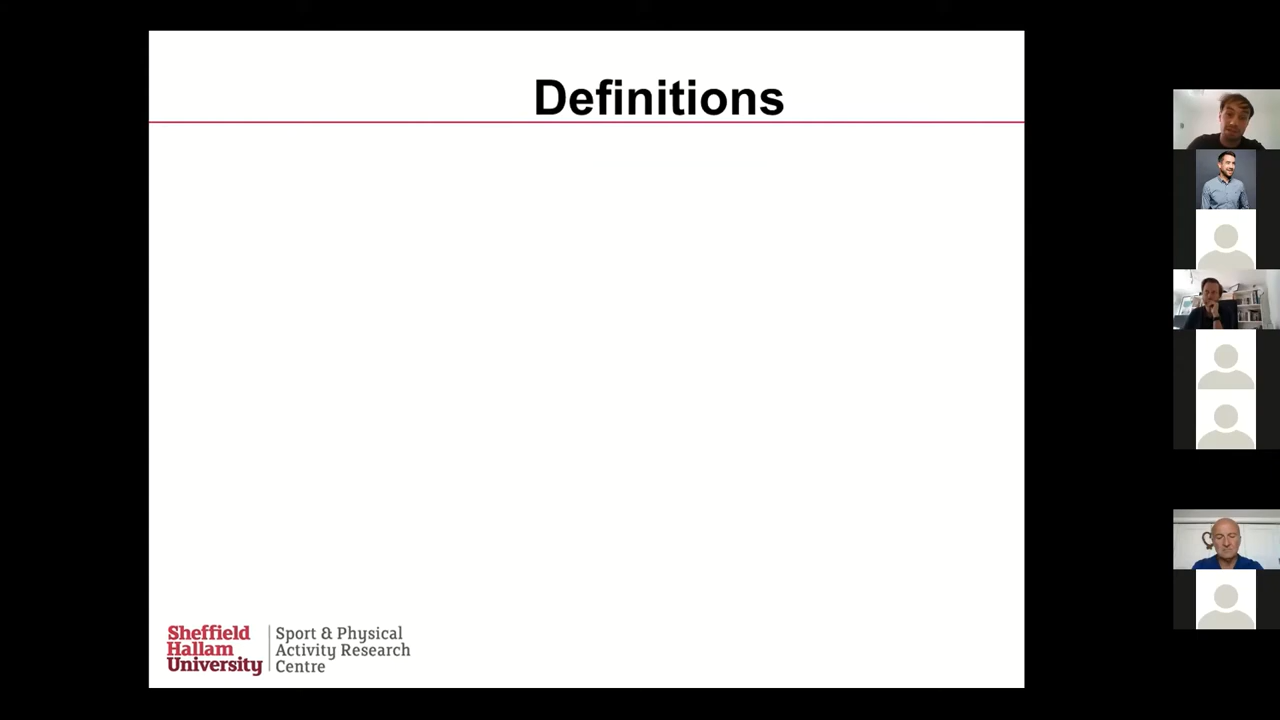 Definitions
Sheffield
Hallam
University
Sport & Physical
Activity Research
Centre